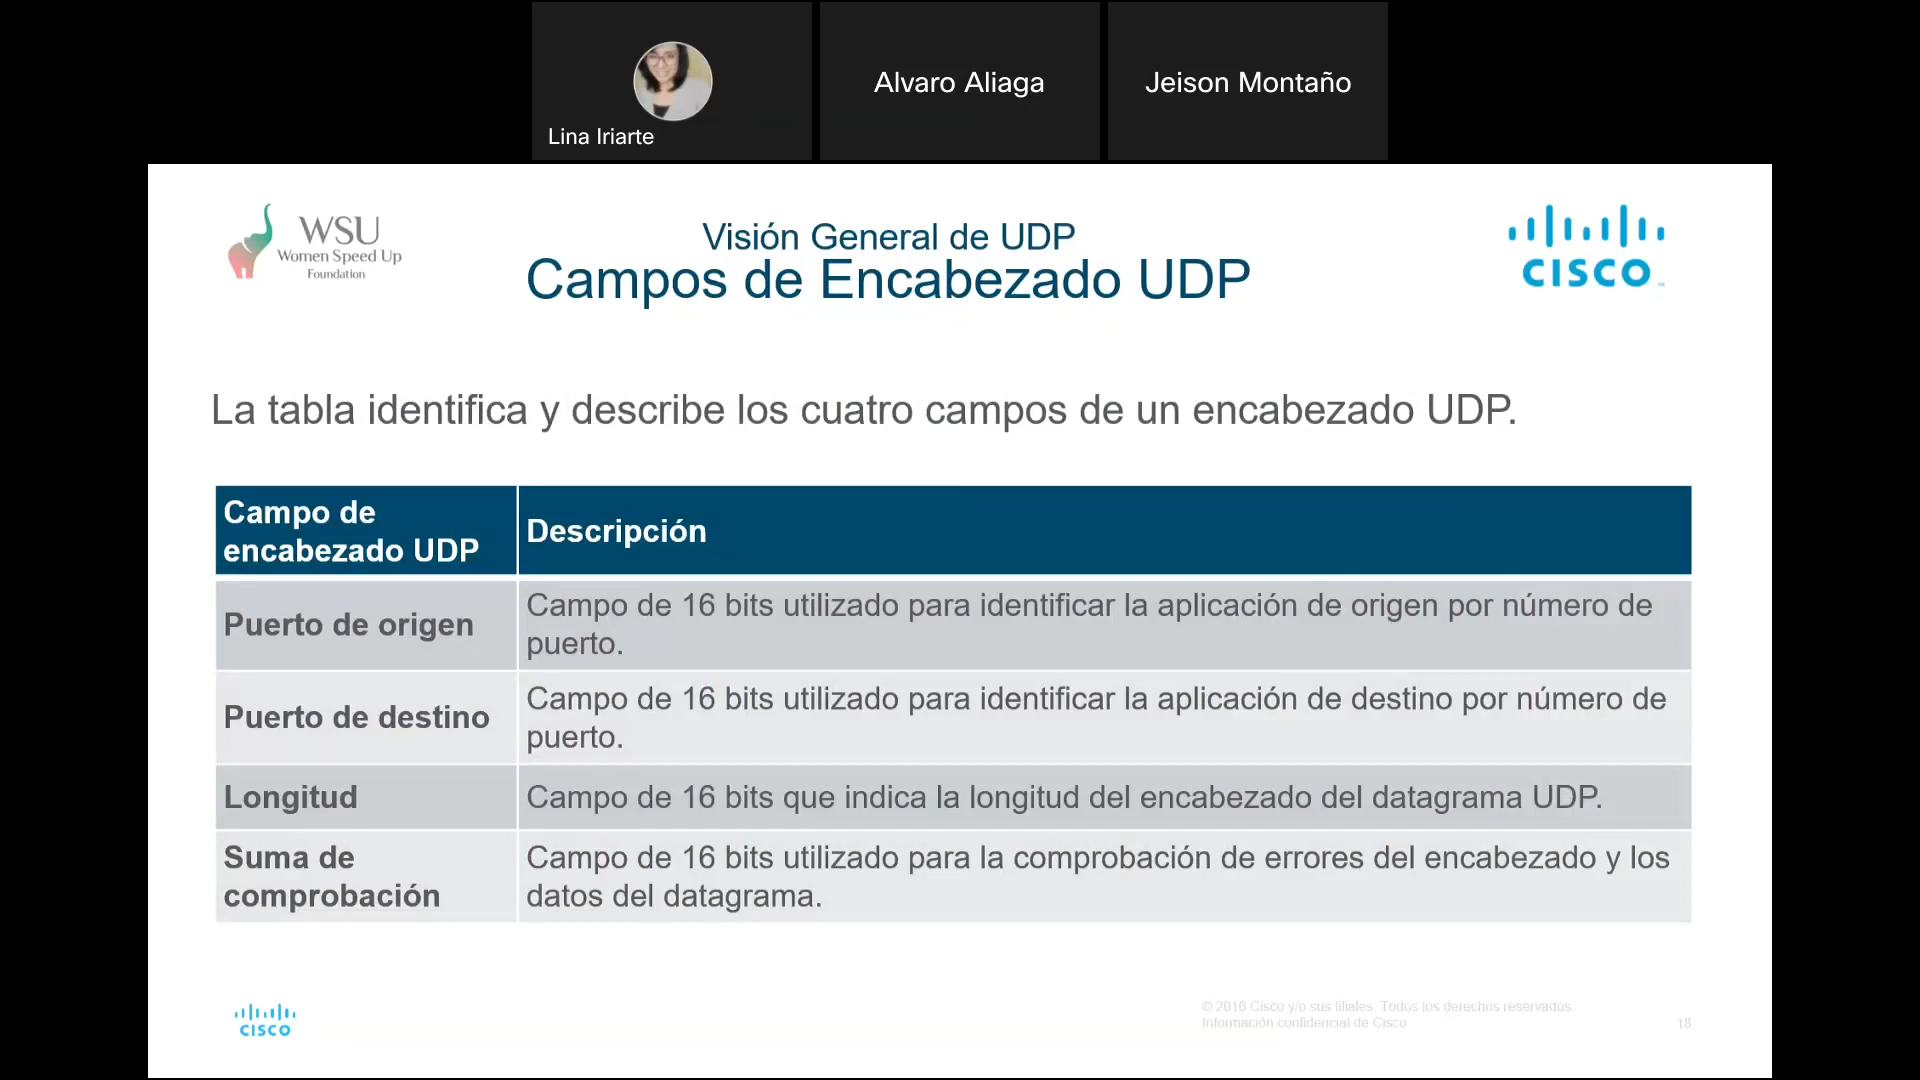 Lina Iriarte
Alvaro Aliaga
Jeison Montaño
WSU
Women Speed Up
Foundation
Visión General de UDP
Campos de Encabezado UDP
CISCO
La tabla identifica y describe los cuatro campos de un encabezado UDP.
Campo de
encabezado UDP
Descripción
Puerto de origen
Campo de 16 bits utilizado para identificar la aplicación de origen por número de
puerto.
Puerto de destino
Campo de 16 bits utilizado para identificar la aplicación de destino por número de
puerto.
Longitud
Campo de 16 bits que indica la longitud del encabezado del datagrama UDP.
Suma de
comprobación
Campo de 16 bits utilizado para la comprobación de errores del encabezado y los
datos del datagrama.
CISCO
© 2016 Cisco y/o sus filiales. Todos los derechos reservados.
Información confidencial de Cisco
18